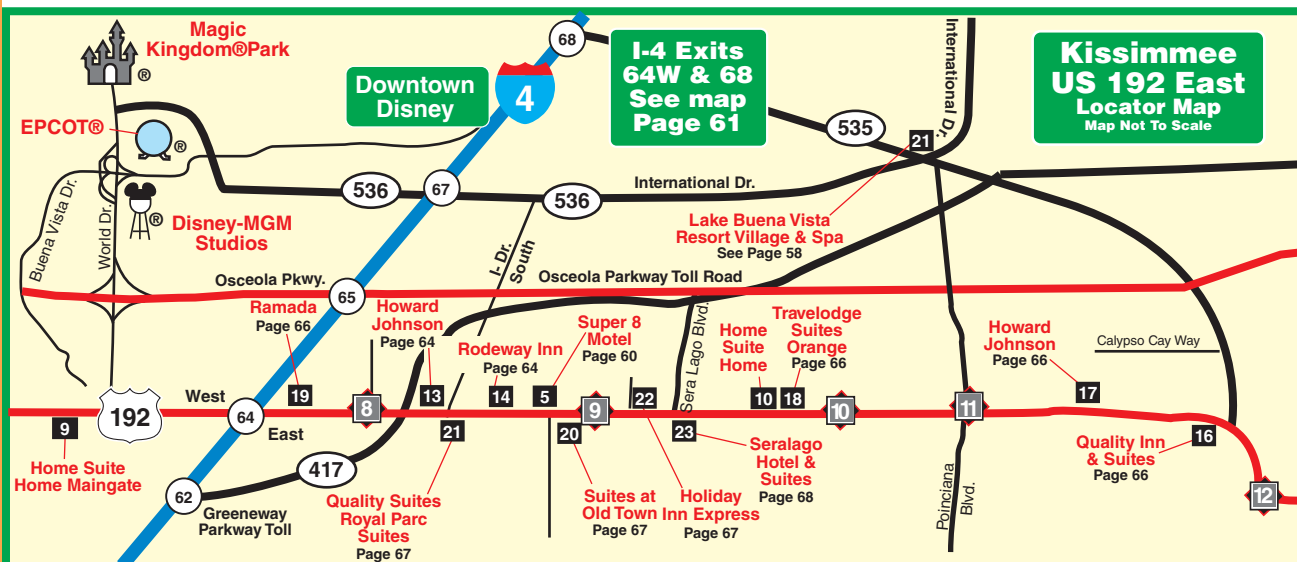 Magic
Kingdom®Park
®
EPCOT®
®
®
Disney-MGM
Studios
Downtown
Disney
4
68
I-4 Exits
64W & 68
See map
Page 61
Kissimmee
US 192 East
Locator Map
Map Not To Scale
International Dr.
535
21
536
67
536
International Dr.
Lake Buena Vista
Resort Village & Spa
See Page 58
Buena Vista Dr.
World Dr.
I- Dr.
South
Osceola Pkwy.
65
Osceola Parkway Toll Road
Ramada
Page 66
Howard
Johnson
Page 64
Rodeway Inn
Page 64
Super 8
Motel
Page 60
Sera Lago Blvd.
Home
Suite
Home
Travelodge
Suites
Orange
Page 66
Howard
Johnson
Page 66
Calypso Cay Way
19
13
14
5
22
10
18
17
192
West
64
East
8
9
10
11
9
Home Suite
Home Maingate
21
20
23
16
Quality Inn
& Suites
Page 66
12
417
62
Greeneway
Parkway Toll
Quality Suites
Royal Parc
Suites
Page 67
Suites at
Old Town
Page 67
Holiday
Inn Express
Page 67
Seralago
Hotel &
Suites
Page 68
Poinciana
Blvd.